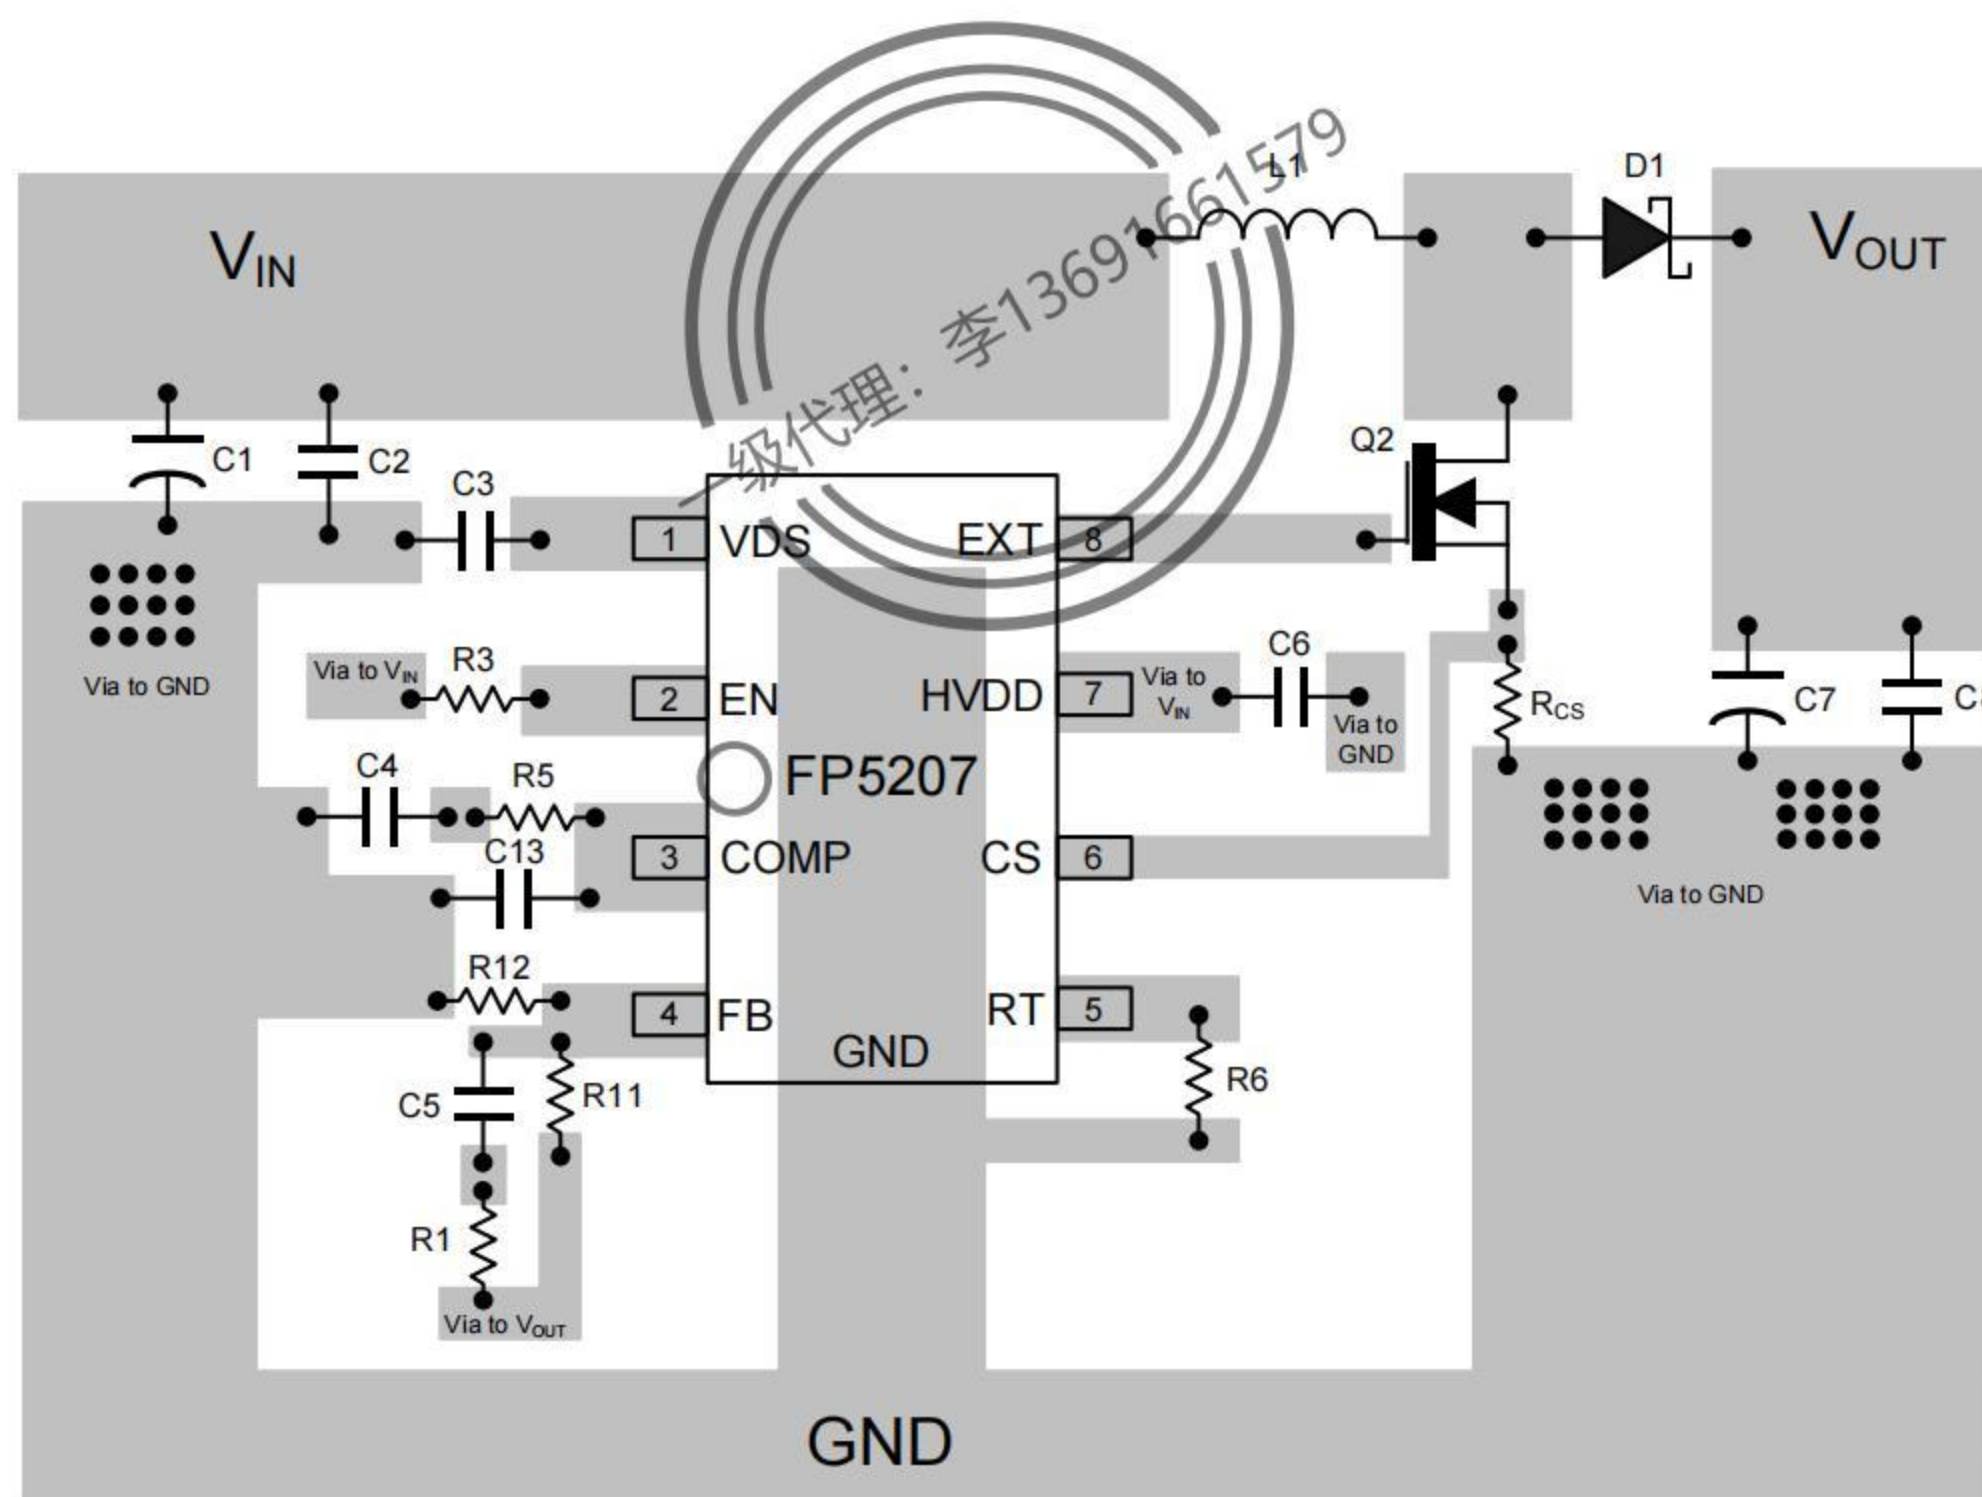 L1
D1
VIN
VOUT
一级代理：李13691661579
C1
C2
C3
Q2
1
VDS
EXT
8
Via to GND
Via to VIN
R3
2
EN
HVDD
7
Via to
VIN
C6
Via to
GND
RCS
C7
FP5207
C4
R5
C13
3
COMP
CS
6
Via to GND
R12
4
FB
RT
5
GND
C5
R11
R6
R1
Via to VOUT
GND